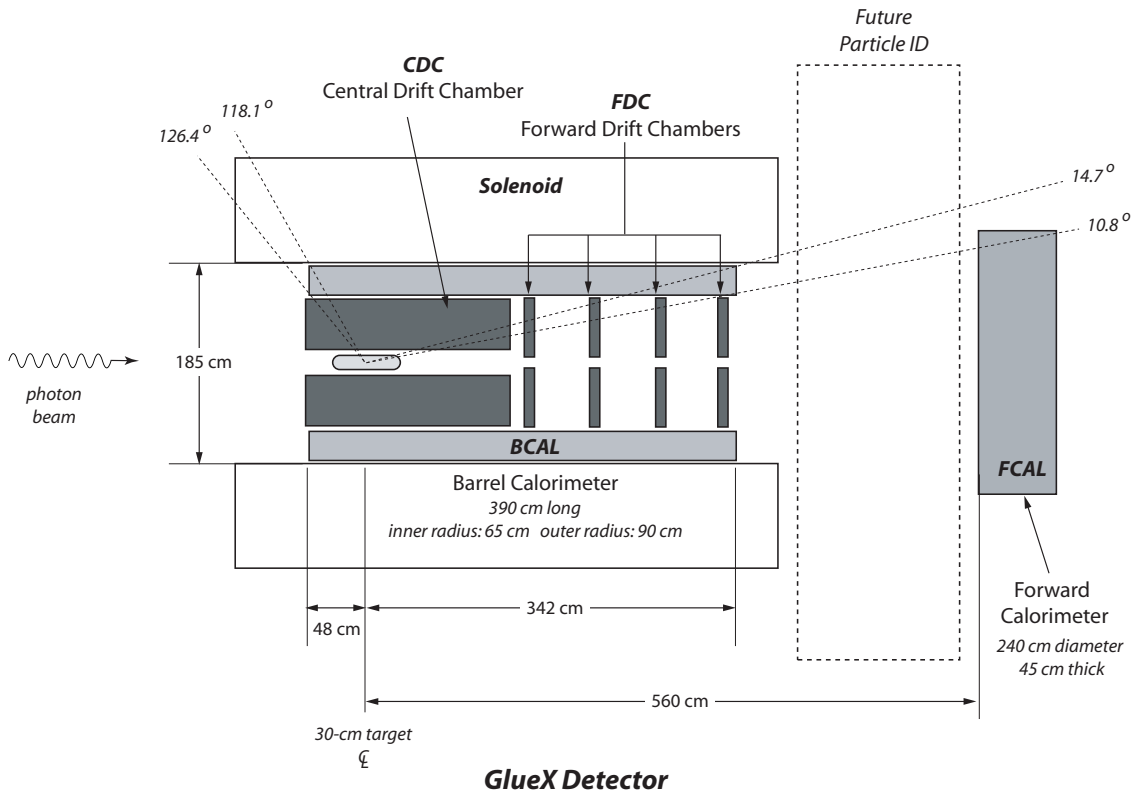 Future
Particle ID
CDC
Central Drift Chamber
FDC
Forward Drift Chambers
118.1 o
126.4 o
14.7 o
10.8 o
Solenoid
185 cm
photon
beam
BCAL
FCAL
Barrel Calorimeter
390 cm long
inner radius: 65 cm outer radius: 90 cm
Forward
Calorimeter
240 cm diameter
45 cm thick
342 cm
48 cm
560 cm
30-cm target
℄
GlueX Detector